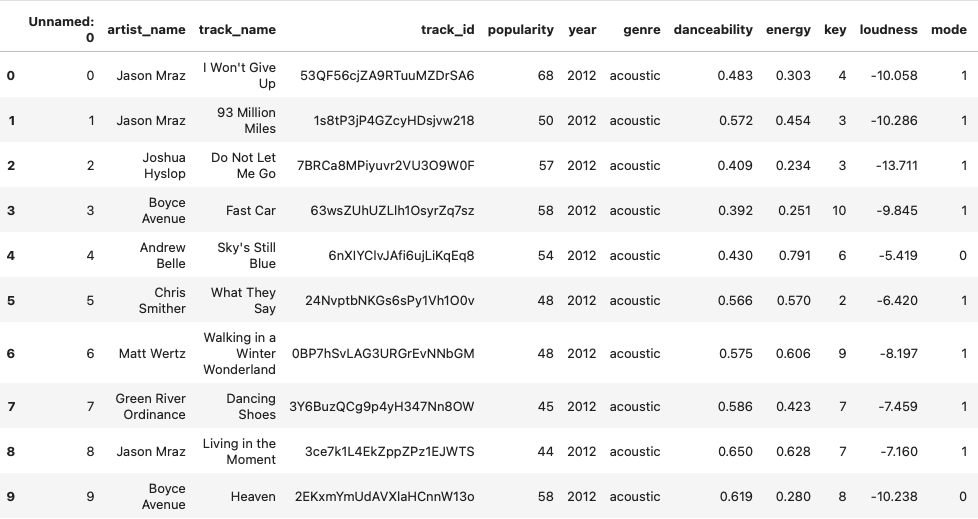 Unnamed: 0 artist_name track_name track_id popularity year genre danceability energy key loudness mode
0 0 Jason Mraz I Won't Give Up 53QF56cjZA9RTuuMZDrSA6 68 2012 acoustic 0.483 0.303 4 -10.058 1
1 1 Jason Mraz 93 Million Miles 1s8tP3jP4GZcyHDsjvw218 50 2012 acoustic 0.572 0.454 3 -10.286 1
2 2 Joshua Hyslop Do Not Let Me Go 7BRCa8MPiyuvr2VU3O9W0F 57 2012 acoustic 0.409 0.234 3 -13.711 1
3 3 Boyce Avenue Fast Car 63wsZUhUZLlh1OsyrZq7sz 58 2012 acoustic 0.392 0.251 10 -9.845 1
4 4 Andrew Belle Sky's Still Blue 6nXIYClvJAfi6ujLiKqEq8 54 2012 acoustic 0.430 0.791 6 -5.419 0
5 5 Chris Smither What They Say 24NvptbNKGs6sPy1Vh1O0v 48 2012 acoustic 0.566 0.570 2 -6.420 1
6 6 Matt Wertz Walking in a Winter Wonderland 0BP7hSvLAG3URGrEvNNbGM 48 2012 acoustic 0.575 0.606 9 -8.197 1
7 7 Green River Ordinance Dancing Shoes 3Y6BuzQCg9p4yH347Nn8OW 45 2012 acoustic 0.586 0.423 7 -7.459 1
8 8 Jason Mraz Living in the Moment 3ce7k1L4EkZppZPz1EJWTS 44 2012 acoustic 0.650 0.628 7 -7.160 1
9 9 Boyce Avenue Heaven 2EKxmYmUdAVXlaHCnnW13o 58 2012 acoustic 0.619 0.280 8 -10.238 0